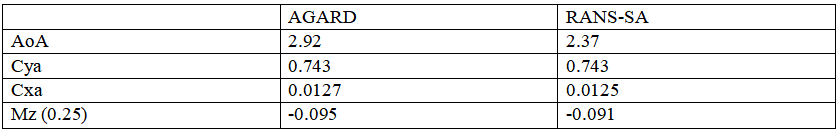 AGARD RANS-SA
AoA 2.92 2.37
Cya 0.743 0.743
Cxa 0.0127 0.0125
Mz (0.25) -0.095 -0.091